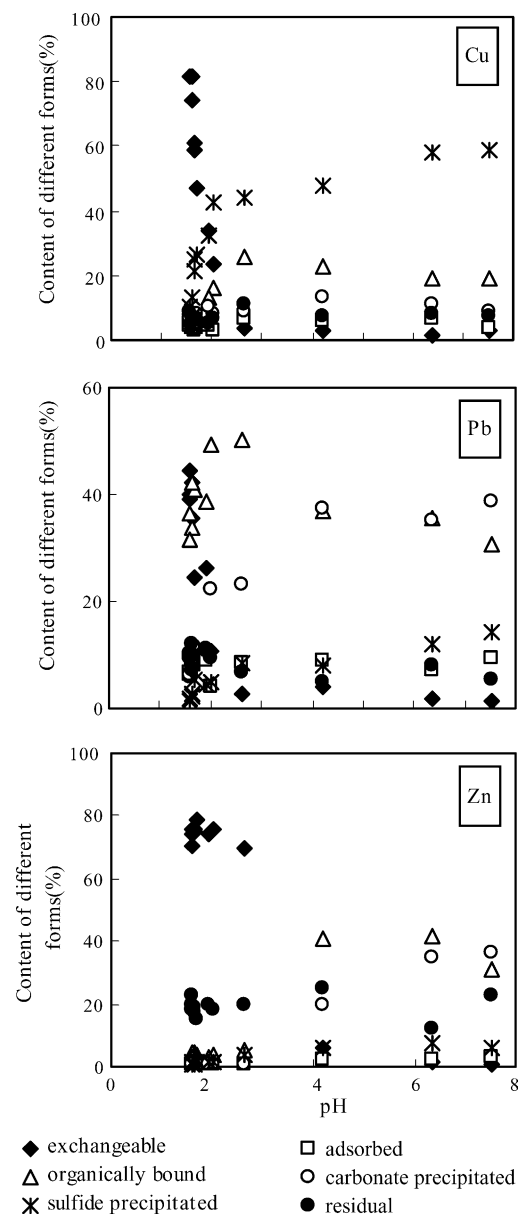 100
80
60
40
20
0
Content of different forms(%)
Cu
60
40
20
0
Content of different forms(%)
Pb
100
80
60
40
20
0
Content of different
forms(%)
Zn
0 2 4 6 8
pH
exchangeable
adsorbed
organically bound
carbonate precipitated
sulfide precipitated
residual